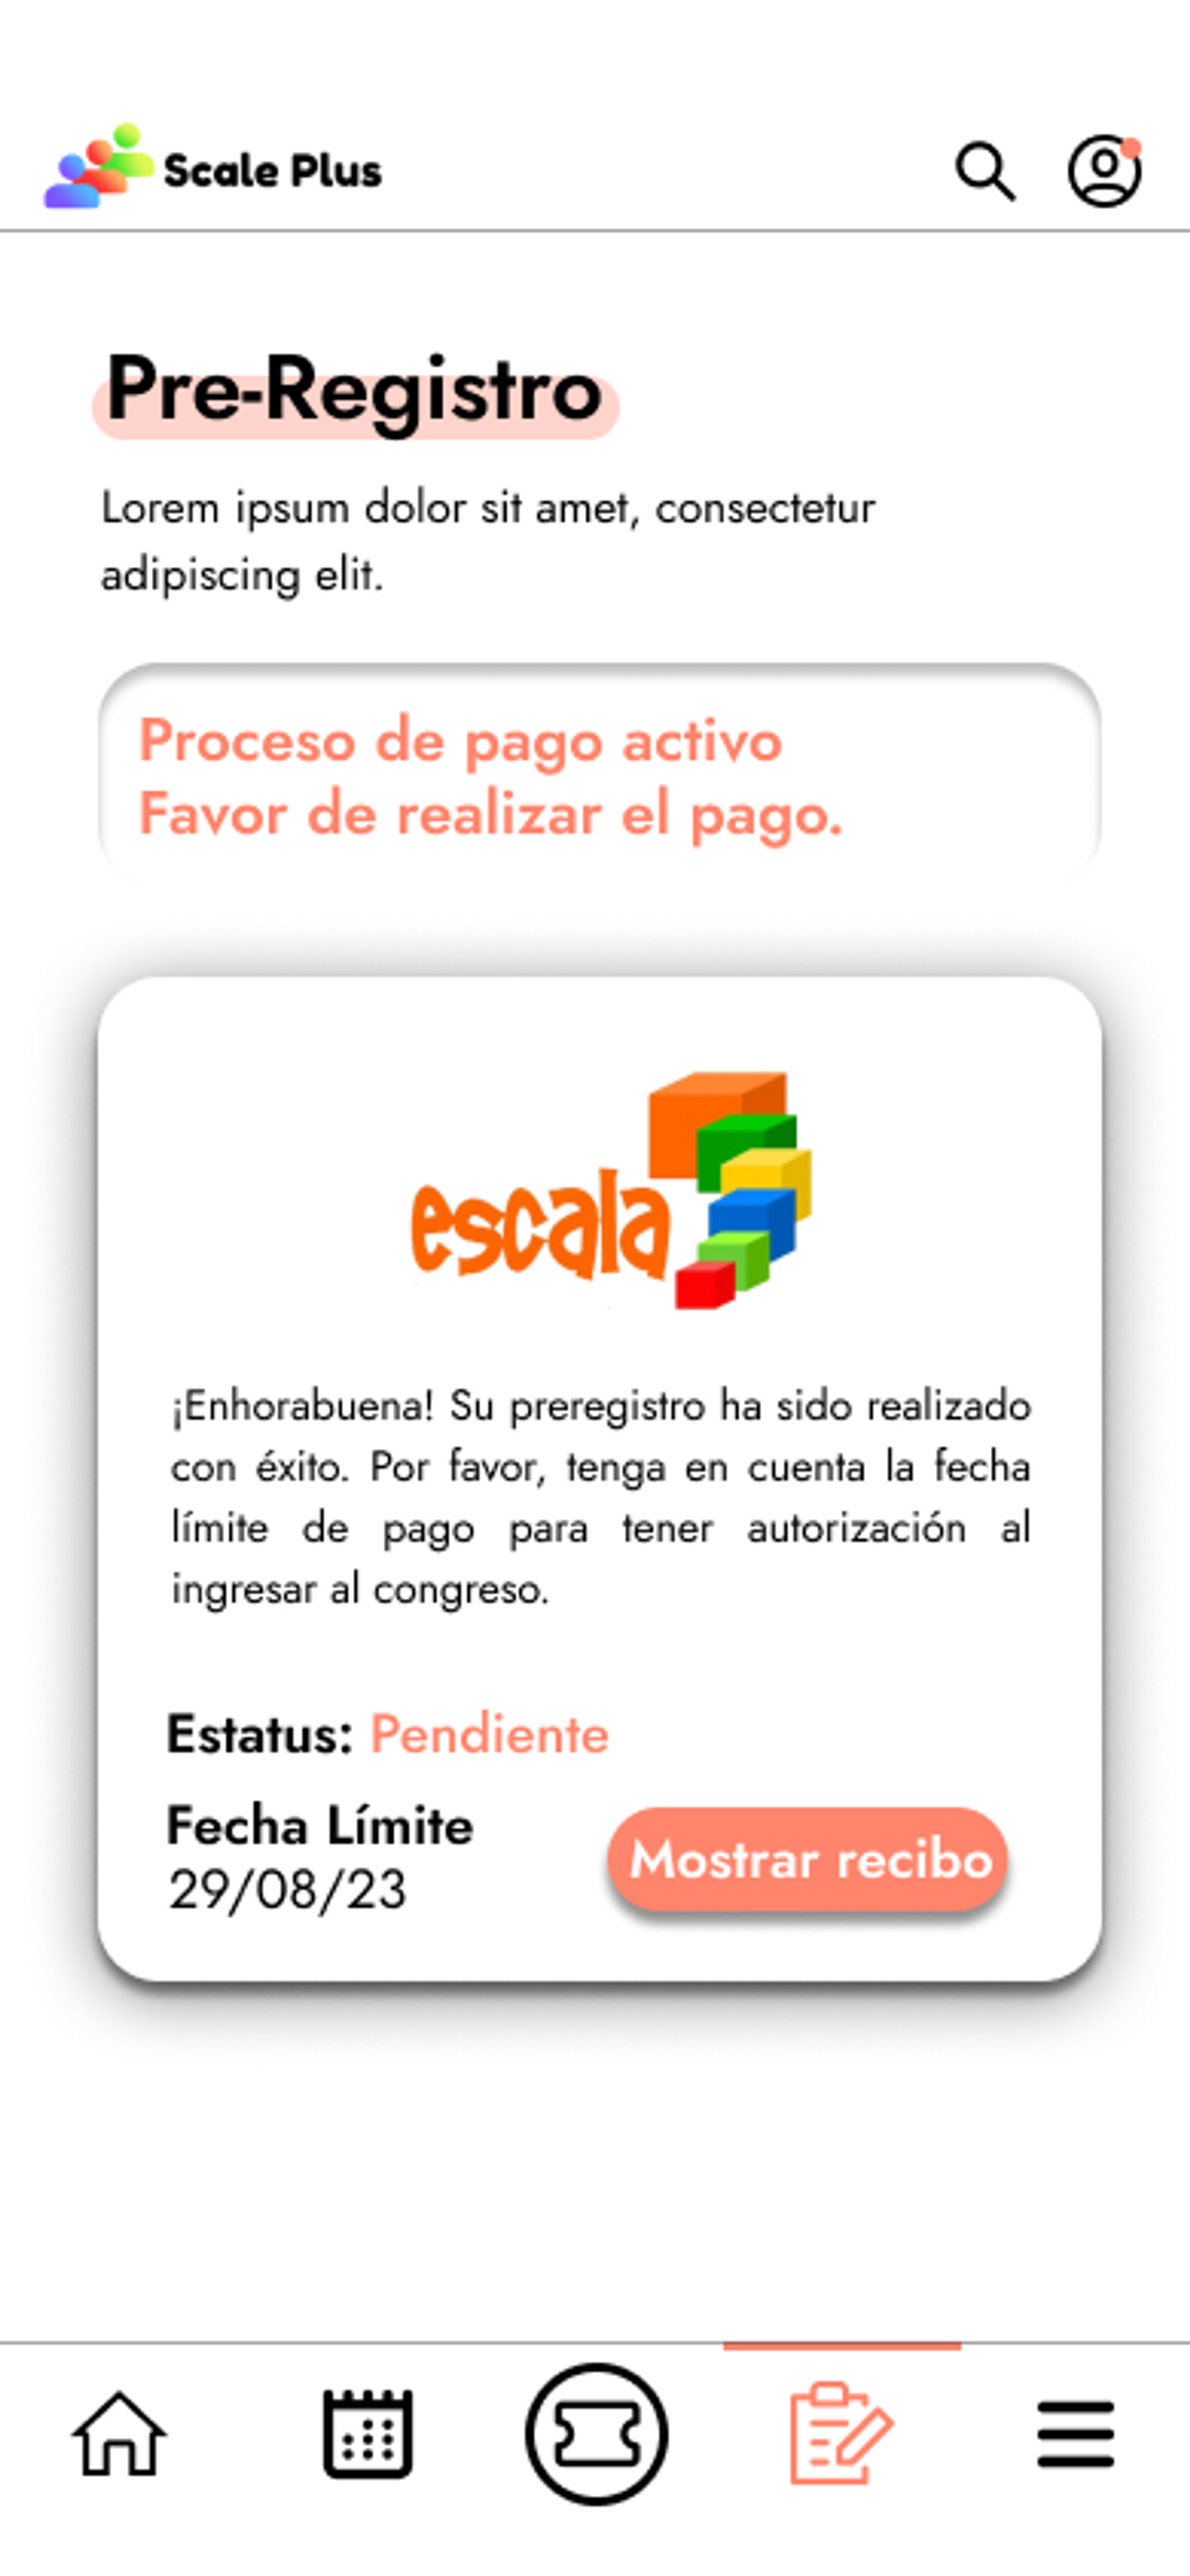 Scale Plus
Pre-Registro
Lorem ipsum dolor sit amet, consectetur
adipiscing elit.
Proceso de pago activo
Favor de realizar el pago.
escala
¡Enhorabuena! Su preregistro ha sido realizado
con éxito. Por favor, tenga en cuenta la fecha
límite de pago para tener autorización al
ingresar al congreso.
Estatus: Pendiente
Fecha Límite
29/08/23
Mostrar recibo